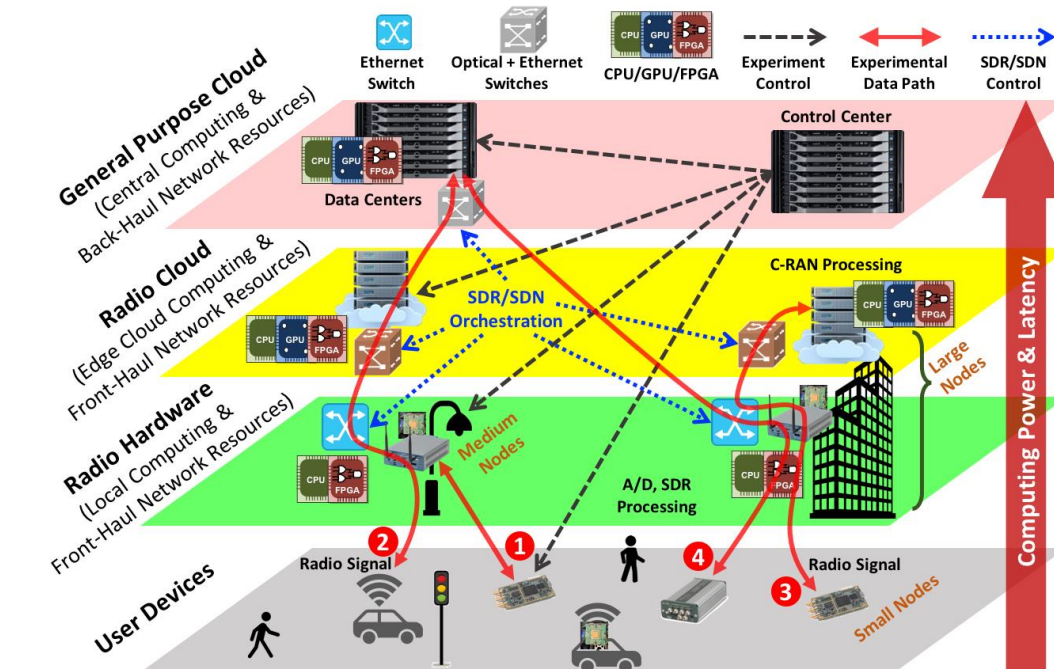 CPU
GPU
FPGA
Ethernet
Switch
Optical + Ethernet
Switches
CPU/GPU/FPGA
Experiment
Control
Experimental
Data Path
SDR/SDN
Control
General Purpose Cloud
(Central Computing &
Back-Haul Network Resources)
CPU
GPU
FPGA
Data Centers
Control Center
Radio Cloud
(Edge Cloud Computing &
Front-Haul Network Resources)
CPU
GPU
FPGA
SDR/SDN
Orchestration
C-RAN Processing
CPU
GPU
FPGA
Large
Nodes
Radio Hardware
(Local Computing &
Front-Haul Network Resources)
CPU
FPGA
Medium
Nodes
CPU
FPGA
A/D, SDR
Processing
User Devices
2
Radio Signal
1
4
3
Radio Signal
Small Nodes
Computing Power & Latency